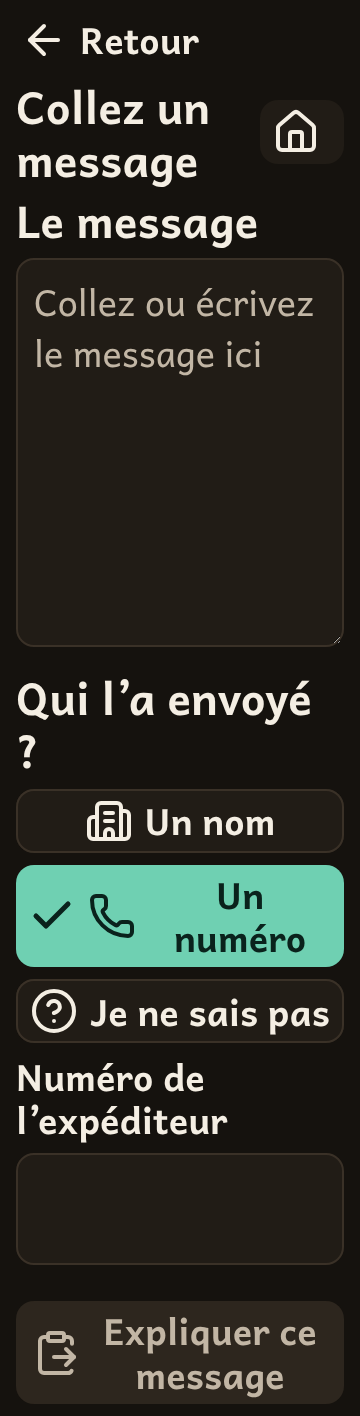 Retour
Collez un
message
Le message
Collez ou écrivez
le message ici
Qui l’a envoyé
?
Un nom
Un
numéro
Je ne sais pas
Numéro de
l’expéditeur
Expliquer ce
message